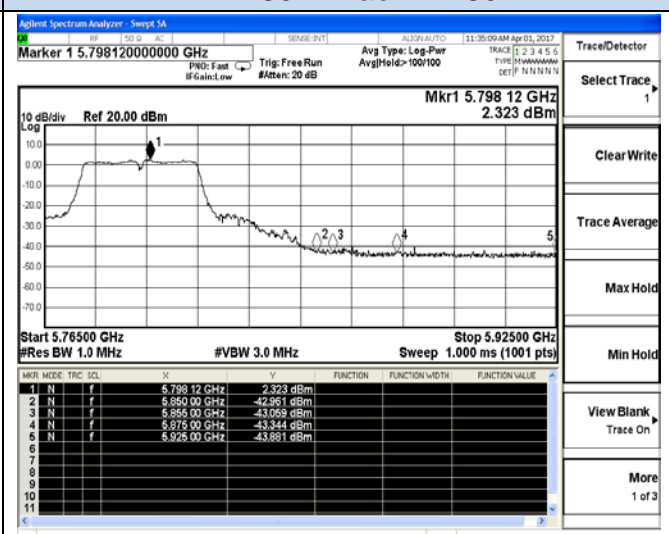 Agilent Spectrum Analyzer - Swept SA
RF 50 Ω AC SENSE:INT ALIGN AUTO 11:35:09 AM Apr 01, 2017
Marker 1 5.798120000000 GHz
PNO: Fast
IFGain:Low
Trig: Free Run
#Atten: 20 dB
Avg Type: Log-Pwr
Avg|Hold:>100/100
TRACE 1 2 3 4 5 6
TYPE MWWWWW
DET P N N N N N
Mkr1 5.798 12 GHz
2.323 dBm
10 dB/div Ref 20.00 dBm
Log
10.0
0.00
-10.0
-20.0
-30.0
-40.0
-60.0
-70.0
1
2
3
4
5
Start 5.76500 GHz Stop 5.92500 GHz
#Res BW 1.0 MHz #VBW 3.0 MHz Sweep 1.000 ms (1001 pts)
MKR MODE TRC SCL X Y FUNCTION FUNCTION WIDTH FUNCTION VALUE
1 N f 5.798 12 GHz 2.323 dBm
2 N f 5.850 00 GHz -42.961 dBm
3 N f 5.855 00 GHz -43.059 dBm
4 N f 5.875 00 GHz -43.344 dBm
5 N f 5.925 00 GHz -43.881 dBm
6
7
8
9
10
11
Trace/Detector
Select Trace
1
Clear Write
Trace Average
Max Hold
Min Hold
View Blank
Trace On
More
1 of 3